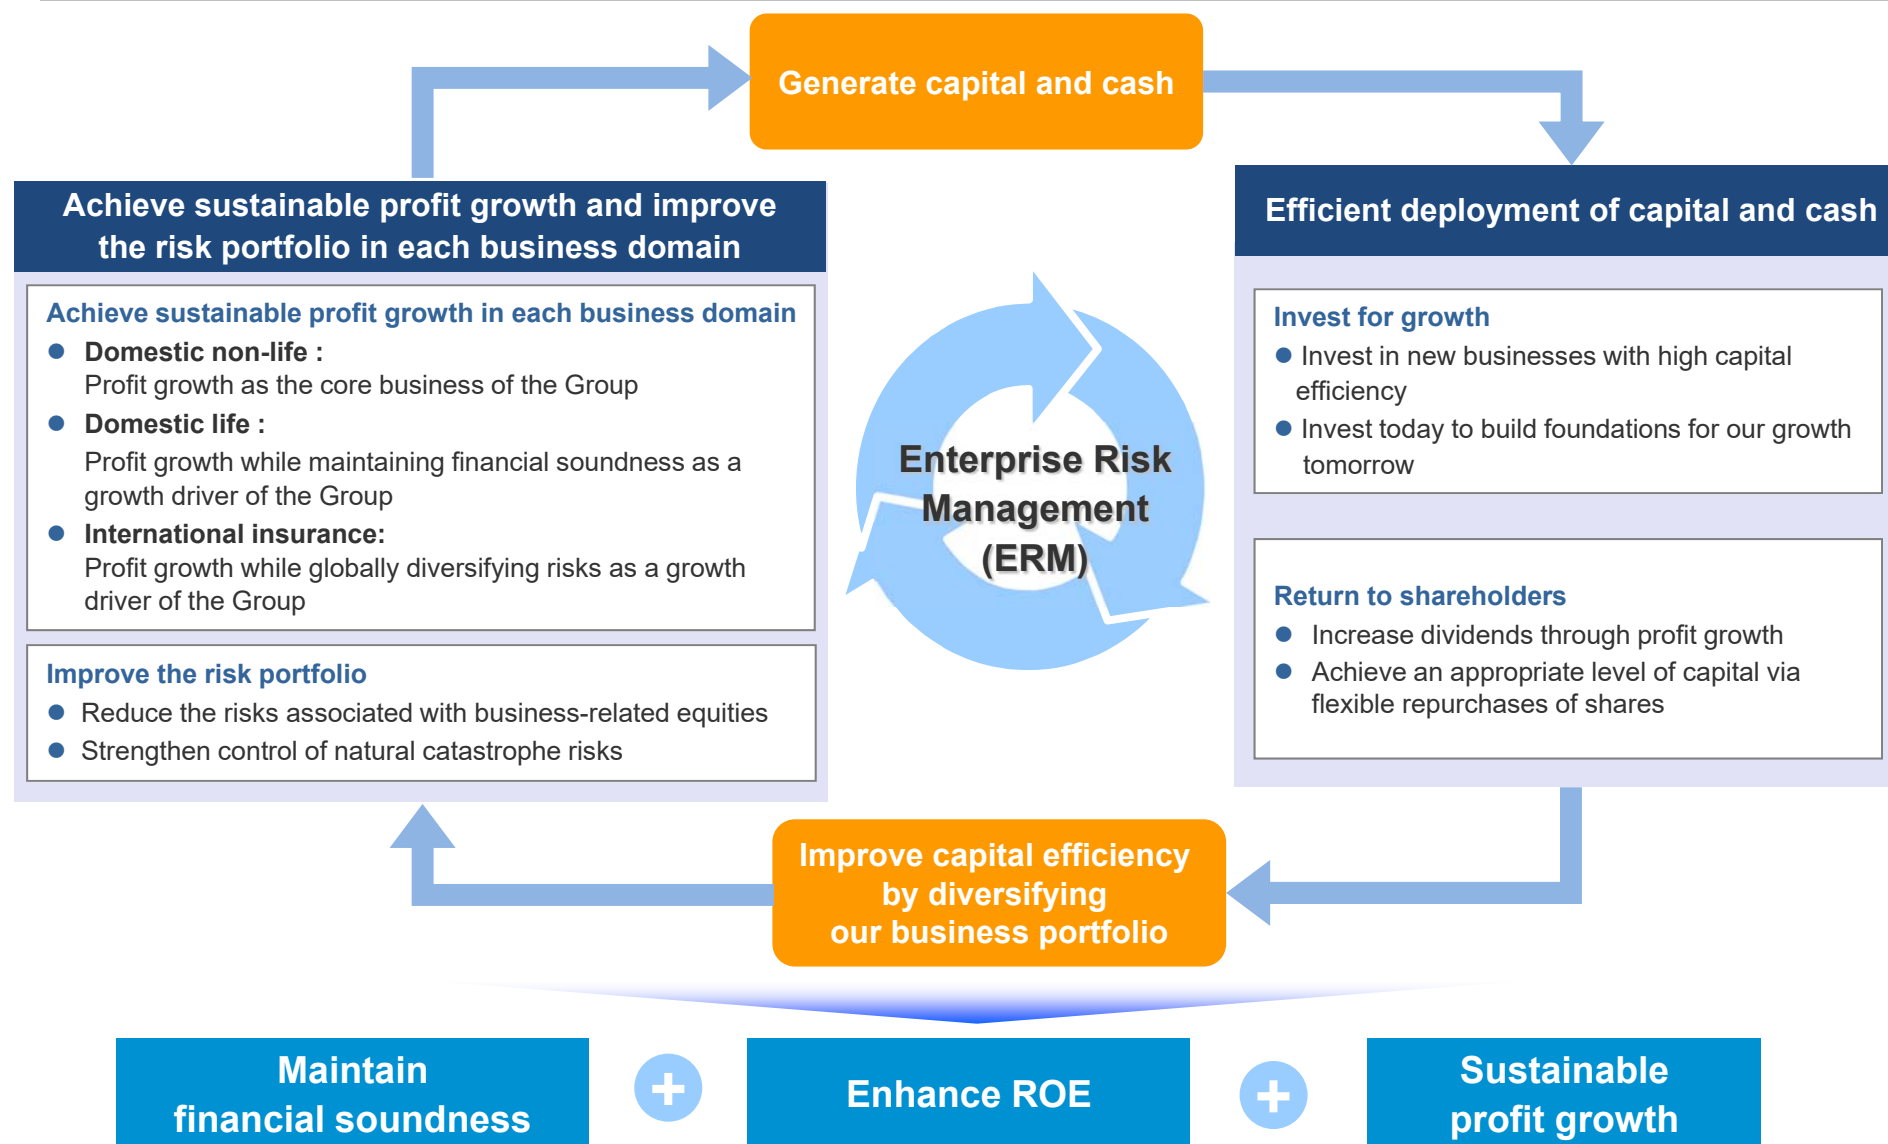 Generate capital and cash
Achieve sustainable profit growth and improve
the risk portfolio in each business domain
Achieve sustainable profit growth in each business domain
● Domestic non-life :
Profit growth as the core business of the Group
● Domestic life :
Profit growth while maintaining financial soundness as a
growth driver of the Group
● International insurance:
Profit growth while globally diversifying risks as a growth
driver of the Group
Improve the risk portfolio
● Reduce the risks associated with business-related equities
● Strengthen control of natural catastrophe risks
Enterprise Risk
Management
(ERM)
Efficient deployment of capital and cash
Invest for growth
● Invest in new businesses with high capital
efficiency
● Invest today to build foundations for our growth
tomorrow
Return to shareholders
● Increase dividends through profit growth
● Achieve an appropriate level of capital via
flexible repurchases of shares
Improve capital efficiency
by diversifying
our business portfolio
Maintain
financial soundness
+
Enhance ROE
+
Sustainable
profit growth